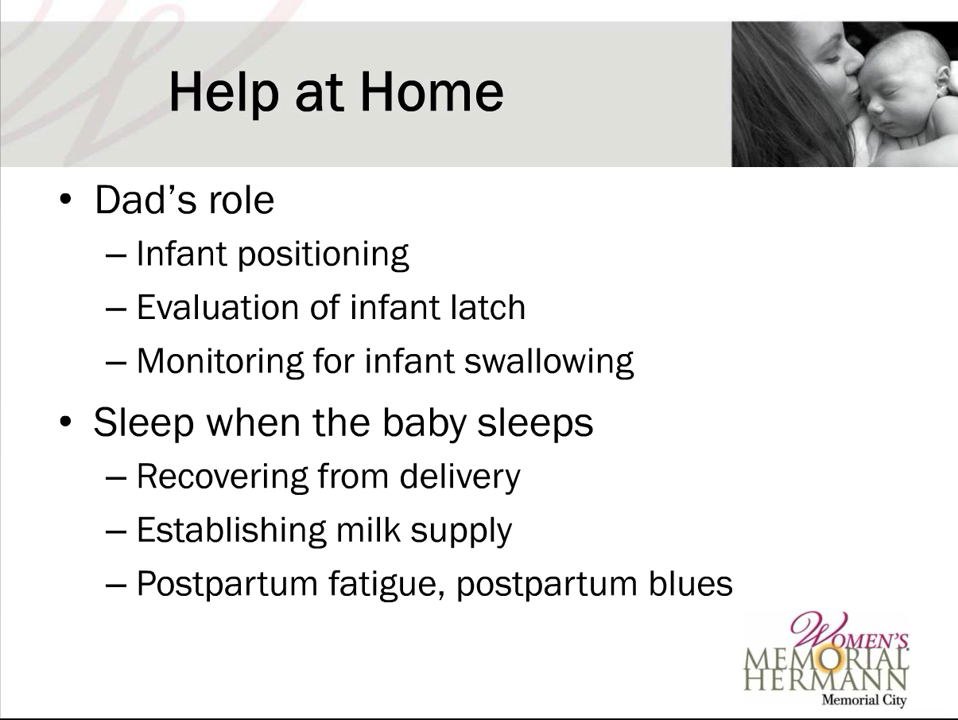 Help at Home
• Dad's role
– Infant positioning
– Evaluation of infant latch
– Monitoring for infant swallowing
• Sleep when the baby sleeps
– Recovering from delivery
– Establishing milk supply
– Postpartum fatigue, postpartum blues
WOMEN'S
MEMORIAL
HERMANN
Memorial City